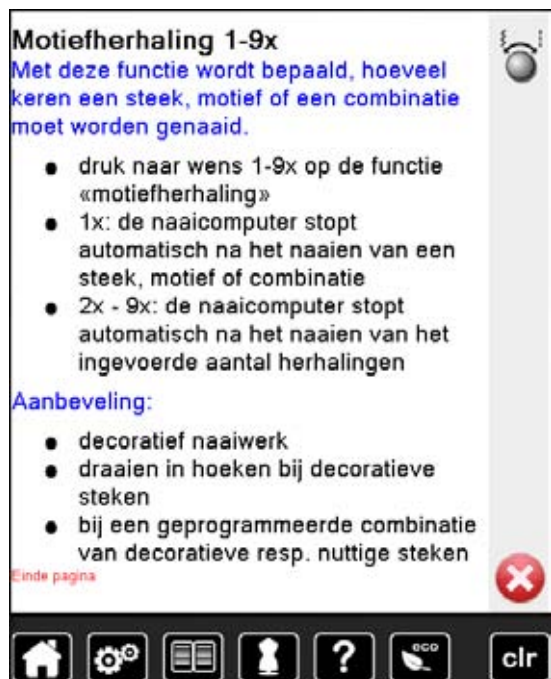 Motiefherhaling 1-9x
Met deze functie wordt bepaald, hoeveel
keren een steek, motief of een combinatie
moet worden genaaid.
● druk naar wens 1-9x op de functie
«motiefherhaling»
● 1x: de naaicomputer stopt
automatisch na het naaien van een
steek, motief of combinatie
● 2x - 9x: de naaicomputer stopt
automatisch na het naaien van het
ingevoerde aantal herhalingen
Aanbeveling:
● decoratief naaiwerk
● draaien in hoeken bij decoratieve
steken
● bij een geprogrammeerde combinatie
van decoratieve resp. nuttige steken
Einde pagina
? eco clr